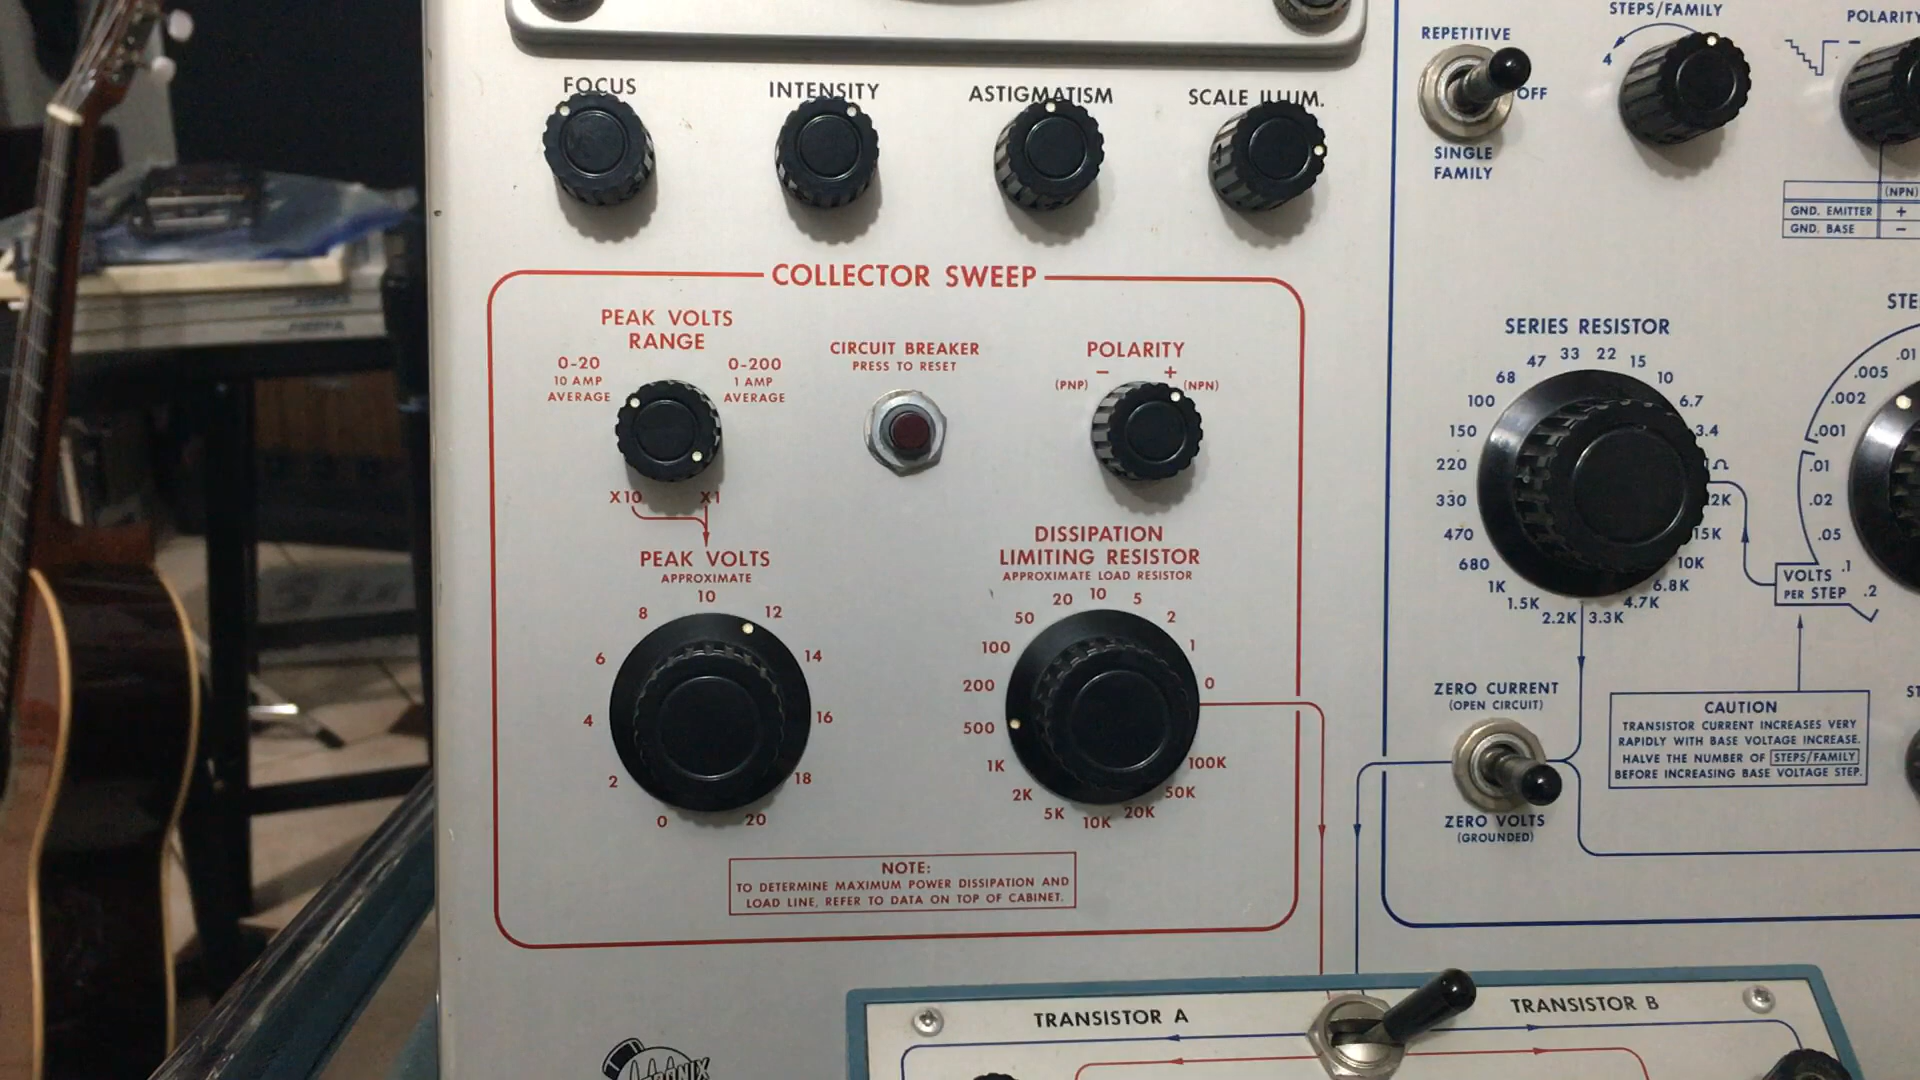 FOCUS
INTENSITY
ASTIGMATISM
SCALE ILLUM.
COLLECTOR SWEEP
PEAK VOLTS
RANGE
0-20
10 AMP
AVERAGE
0-200
1 AMP
AVERAGE
X10
X1
CIRCUIT BREAKER
PRESS TO RESET
POLARITY
− +
(PNP) (NPN)
PEAK VOLTS
APPROXIMATE
0
2
4
6
8
10
12
14
16
18
20
DISSIPATION
LIMITING RESISTOR
APPROXIMATE LOAD RESISTOR
0
1
2
5
10
20
50
100
200
500
1K
2K
5K
10K
20K
50K
100K
NOTE:
TO DETERMINE MAXIMUM POWER DISSIPATION AND
LOAD LINE, REFER TO DATA ON TOP OF CABINET.
REPETITIVE
OFF
SINGLE
FAMILY
STEPS/FAMILY
4
POLARITY
(NPN)
GND. EMITTER +
GND. BASE −
SERIES RESISTOR
3.4
6.7
10
15
22
33
47
68
100
150
220
330
470
680
1K
1.5K
2.2K
3.3K
4.7K
6.8K
10K
.01
.005
.002
.001
.01
.02
.05
.1
.2
VOLTS
PER STEP
ZERO CURRENT
(OPEN CIRCUIT)
ZERO VOLTS
(GROUNDED)
CAUTION
TRANSISTOR CURRENT INCREASES VERY
RAPIDLY WITH BASE VOLTAGE INCREASE.
HALVE THE NUMBER OF STEPS/FAMILY
BEFORE INCREASING BASE VOLTAGE STEP.
TRANSISTOR A
TRANSISTOR B